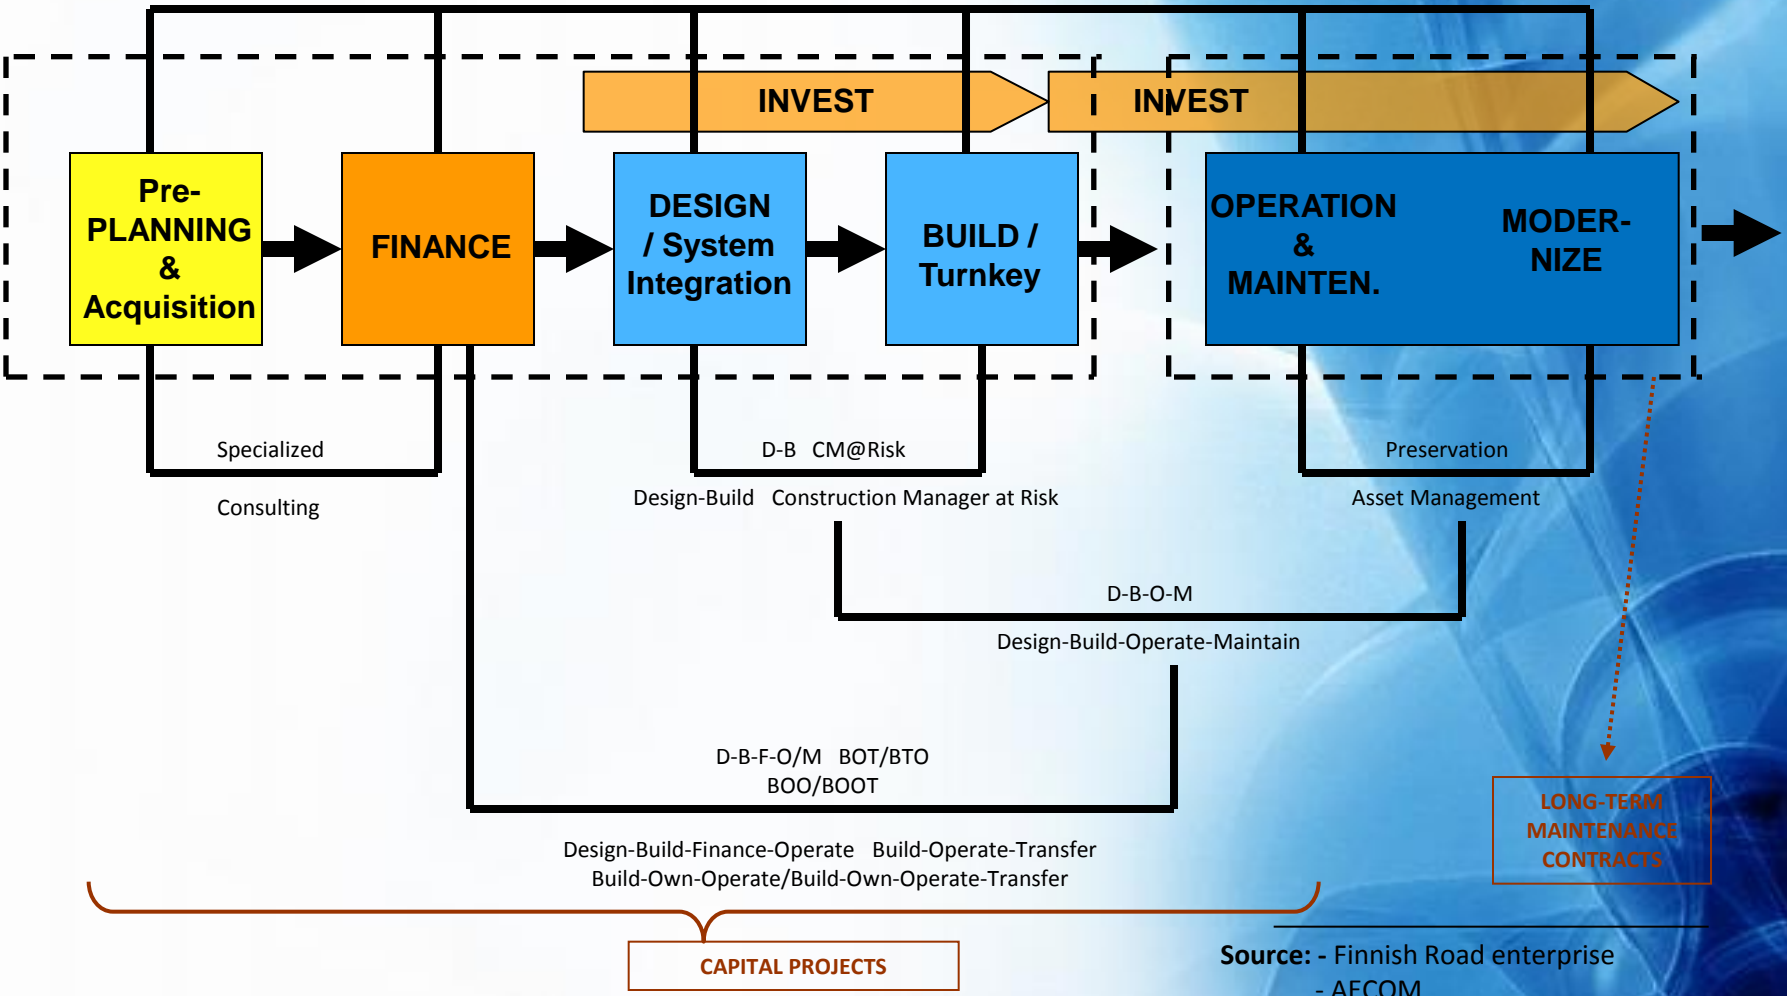 INVEST
INVEST
Pre-
PLANNING
&
Acquisition
FINANCE
DESIGN
/ System
Integration
BUILD /
Turnkey
OPERATION
&
MAINTEN.
MODER-
NIZE
Specialized
Consulting
D-B CM@Risk
Design-Build Construction Manager at Risk
Preservation
Asset Management
D-B-O-M
Design-Build-Operate-Maintain
D-B-F-O/M BOT/BTO
BOO/BOOT
Design-Build-Finance-Operate Build-Operate-Transfer
Build-Own-Operate/Build-Own-Operate-Transfer
LONG-TERM
MAINTENANCE
CONTRACTS
CAPITAL PROJECTS
Source: - Finnish Road enterprise
- AECOM